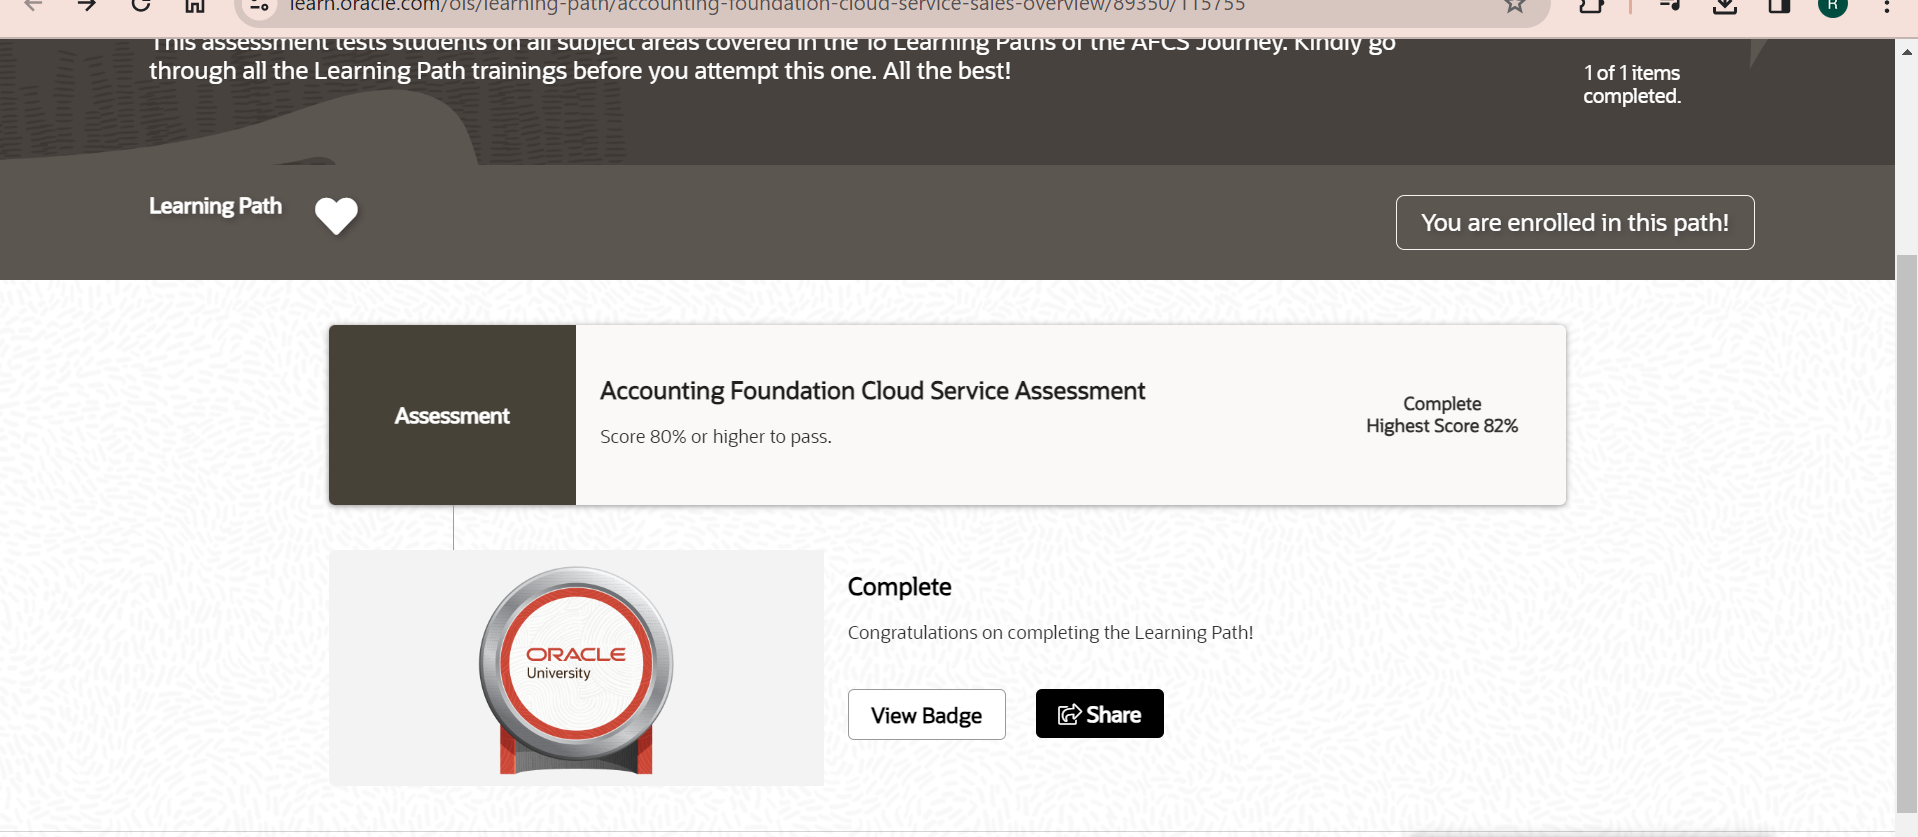 learn.oracle.com/ols/learning-path/accounting-foundation-cloud-service-sales-overview/89350/115755
R
This assessment tests students on all subject areas covered in the 16 Learning Paths of the AFCS Journey. Kindly go
through all the Learning Path trainings before you attempt this one. All the best!
1 of 1 items
completed.
Learning Path
You are enrolled in this path!
Assessment
Accounting Foundation Cloud Service Assessment
Score 80% or higher to pass.
Complete
Highest Score 82%
ORACLE
University
Complete
Congratulations on completing the Learning Path!
View Badge
Share